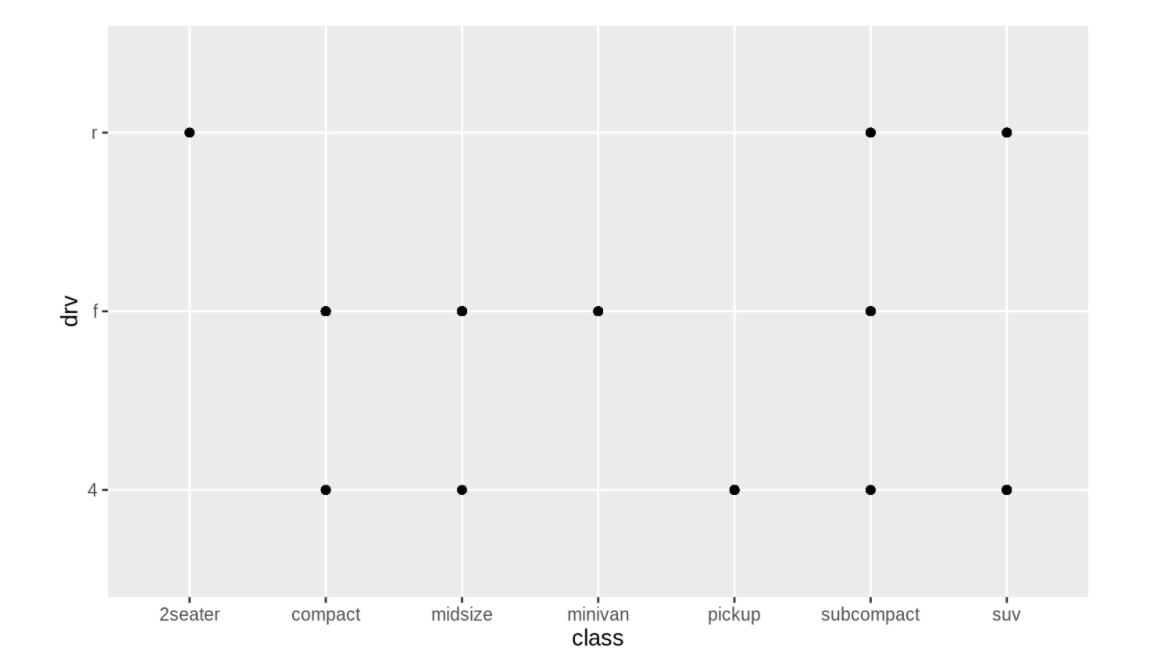 r
drv
f
4
2seater compact midsize minivan pickup subcompact suv
class